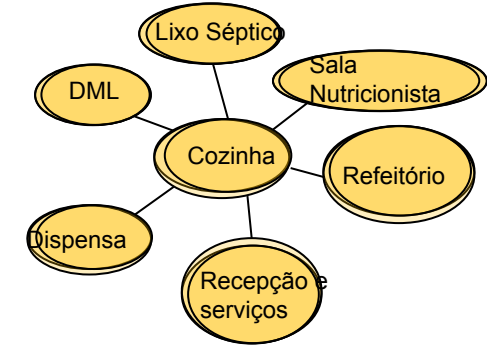 Lixo Séptico
Sala
Nutricionista
DML
Cozinha
Refeitório
Dispensa
Recepção e
serviços